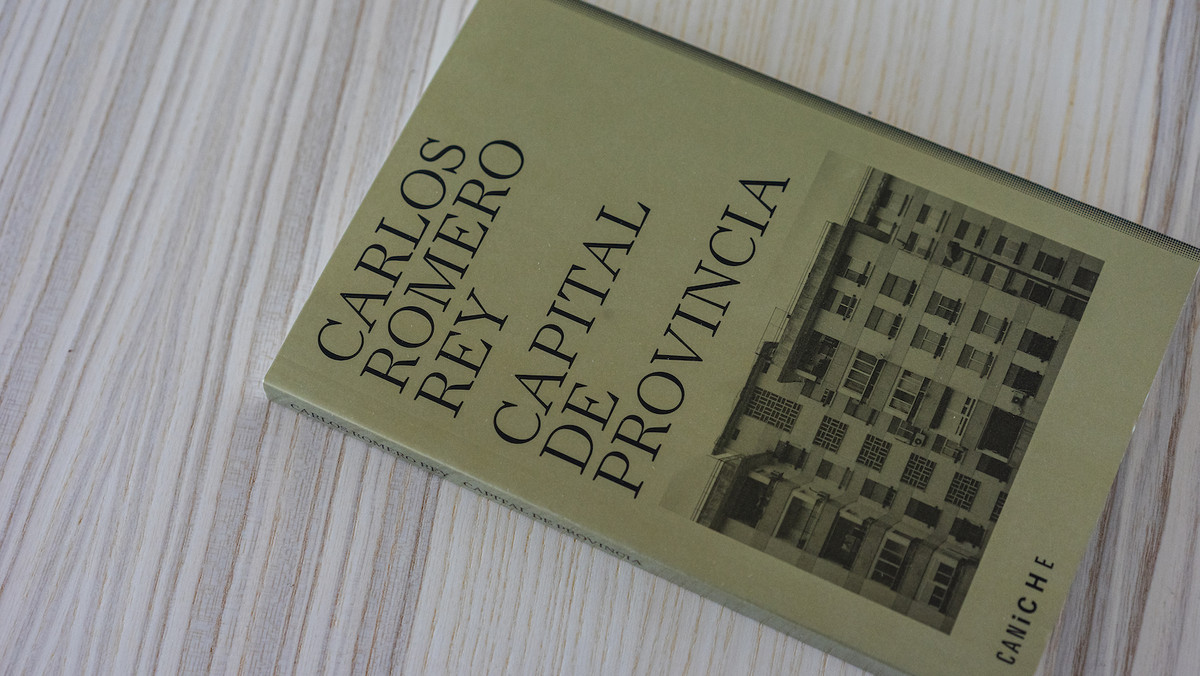 CARLOS
ROMERO
REY
CAPITAL
DE
PROVINCIA
CANiCHE
CARLOS ROMERO REY CAPITAL DE PROVINCIA